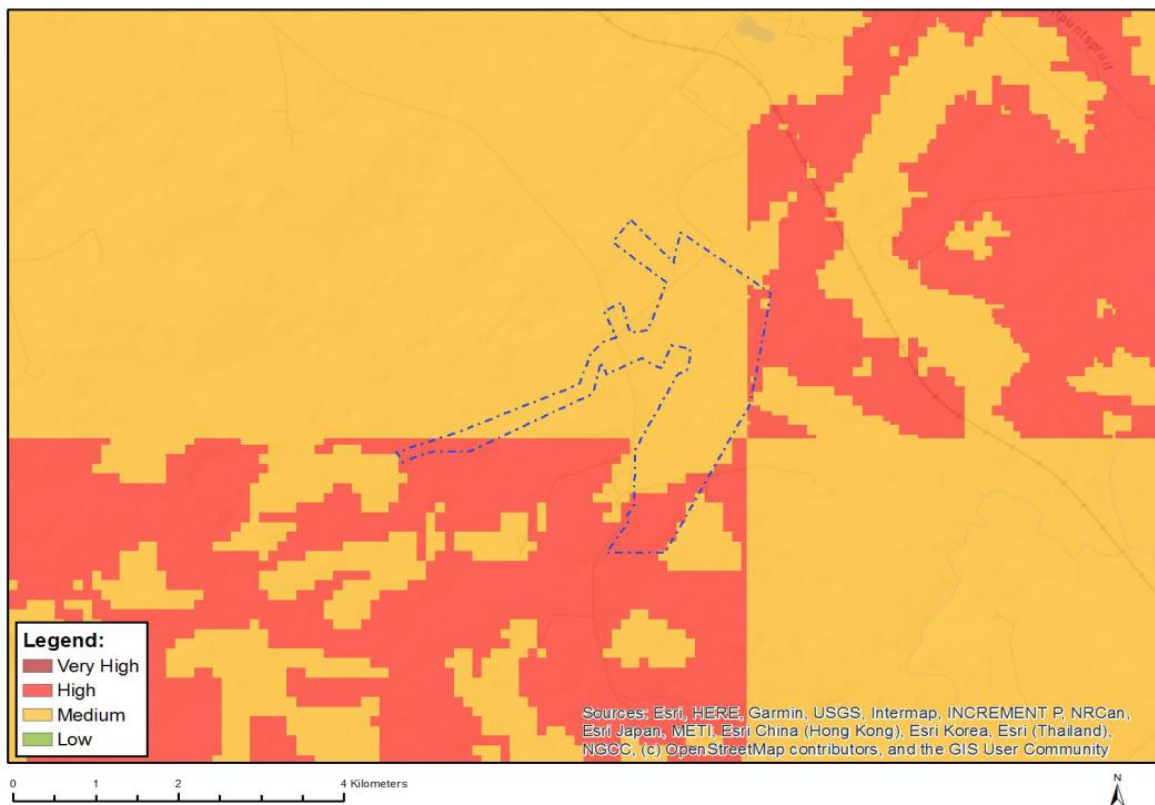 Legend:
Very High
High
Medium
Low
Sources: Esri, HERE, Garmin, USGS, Intermap, INCREMENT P, NRCan,
Esri Japan, METI, Esri China (Hong Kong), Esri Korea, Esri (Thailand),
NGCC, (c) OpenStreetMap contributors, and the GIS User Community
0 1 2 4 Kilometers
N